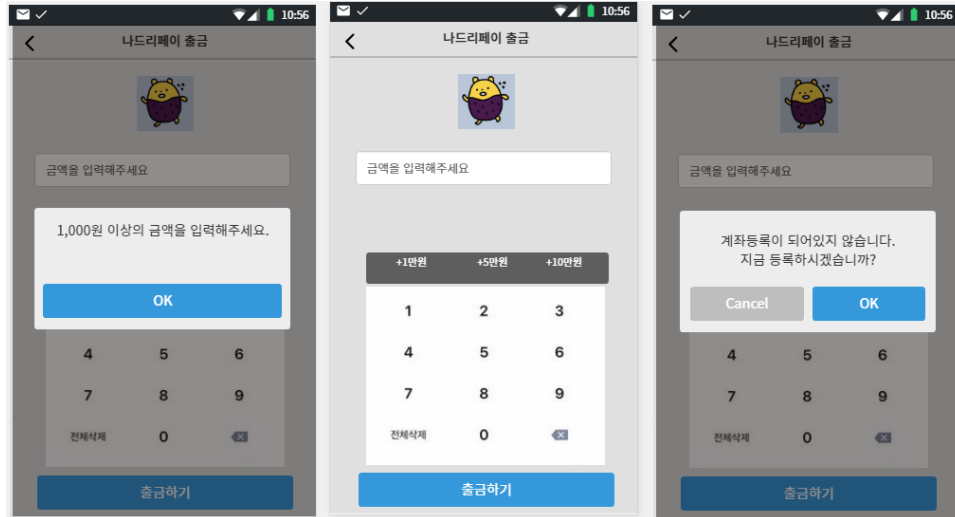 10:56
나드리페이 출금
금액을 입력해주세요
1,000원 이상의 금액을 입력해주세요.
OK
4 5 6
7 8 9
전체삭제 0
출금하기
10:56
나드리페이 출금
금액을 입력해주세요
+1만원 +5만원 +10만원
1 2 3
4 5 6
7 8 9
전체삭제 0
출금하기
10:56
나드리페이 출금
금액을 입력해주세요
계좌등록이 되어있지 않습니다.
지금 등록하시겠습니까?
Cancel OK
4 5 6
7 8 9
전체삭제 0
출금하기